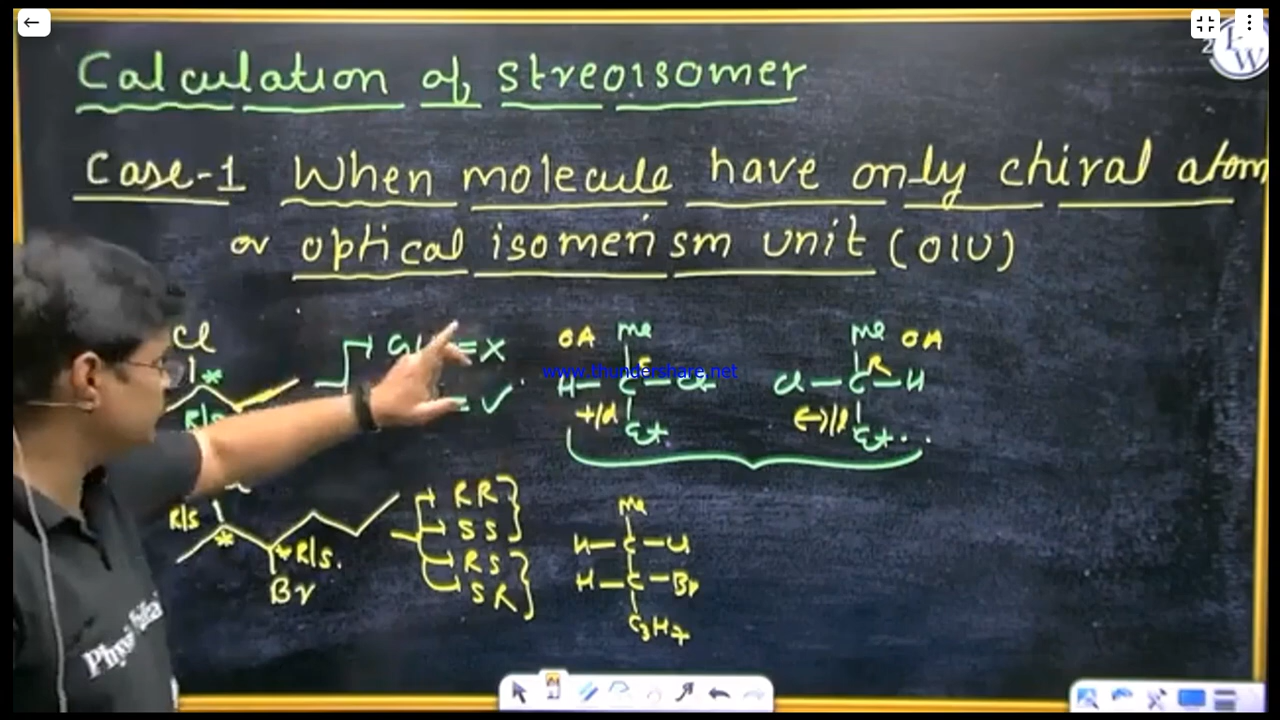 Calculation of streoisomer
Case-1 When molecule have only chiral atom
or optical isomerism unit (OIU)
Cl
*
R/S
= x
= ✓
OA Me
H—C—Cl
+/d
Et
Me OA
Cl—C—H
R
(-)/l
Et
www.thundershare.net
R/S
*
* R/S.
Br
RR
SS
RS
SR
Me
H—C—Cl
H—C—Br
C3H7
PW